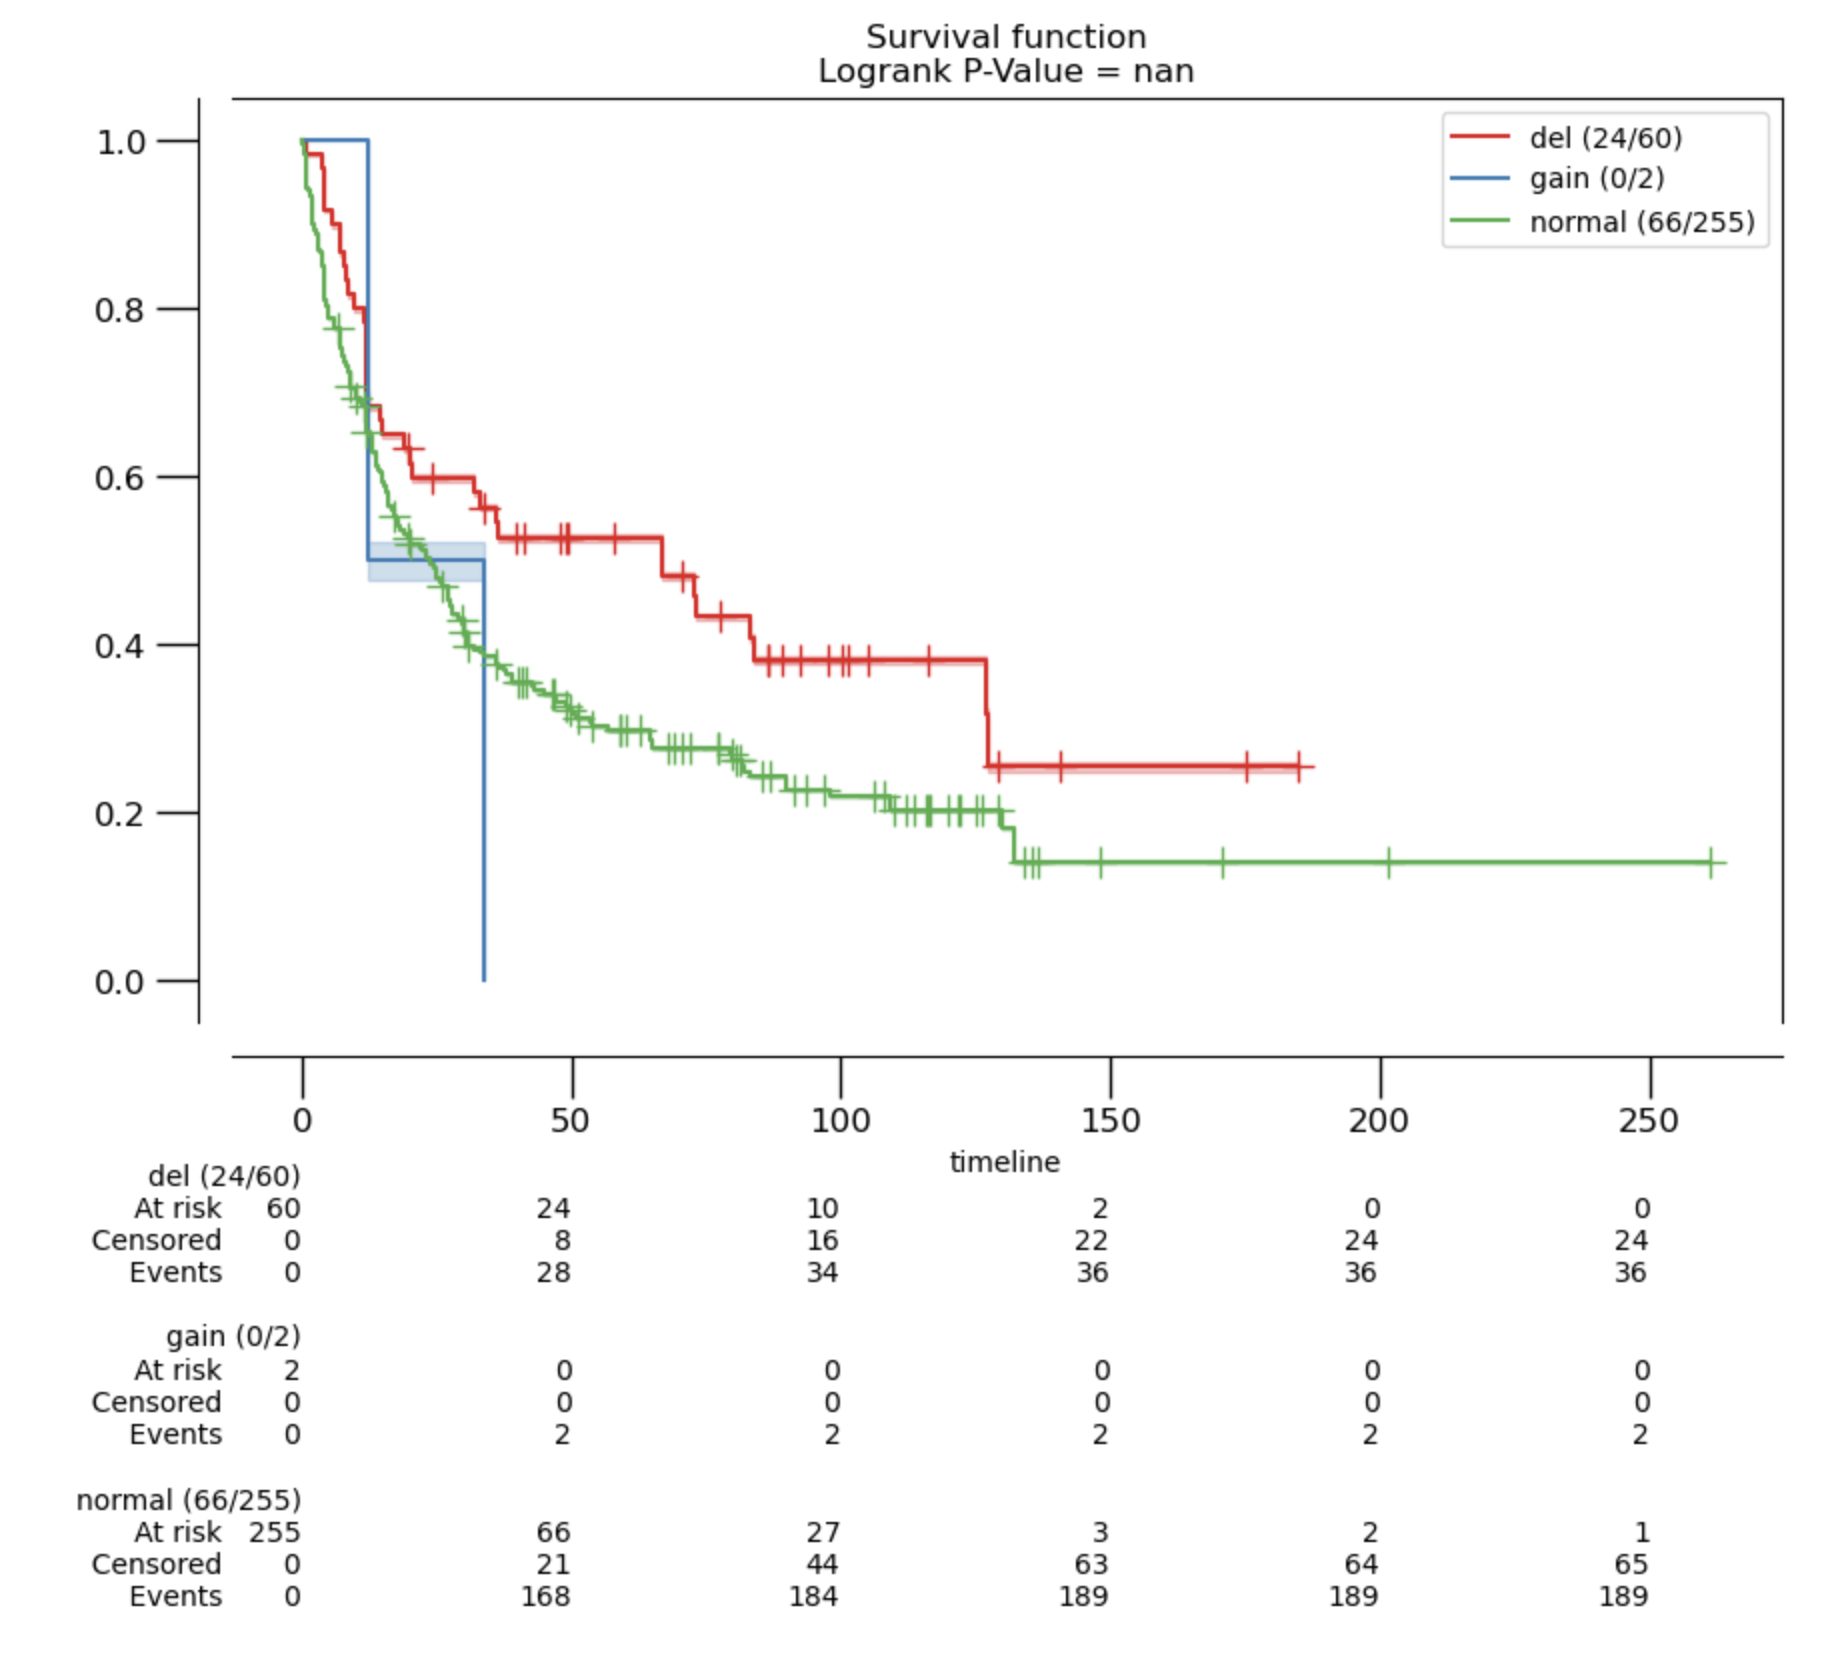 Survival function
Logrank P-Value = nan
del (24/60)
gain (0/2)
normal (66/255)
1.0
0.8
0.6
0.4
0.2
0.0
0 50 100 150 200 250
timeline
del (24/60)
At risk 60 24 10 2 0 0
Censored 0 8 16 22 24 24
Events 0 28 34 36 36 36
gain (0/2)
At risk 2 0 0 0 0 0
Censored 0 0 0 0 0 0
Events 0 2 2 2 2 2
normal (66/255)
At risk 255 66 27 3 2 1
Censored 0 21 44 63 64 65
Events 0 168 184 189 189 189